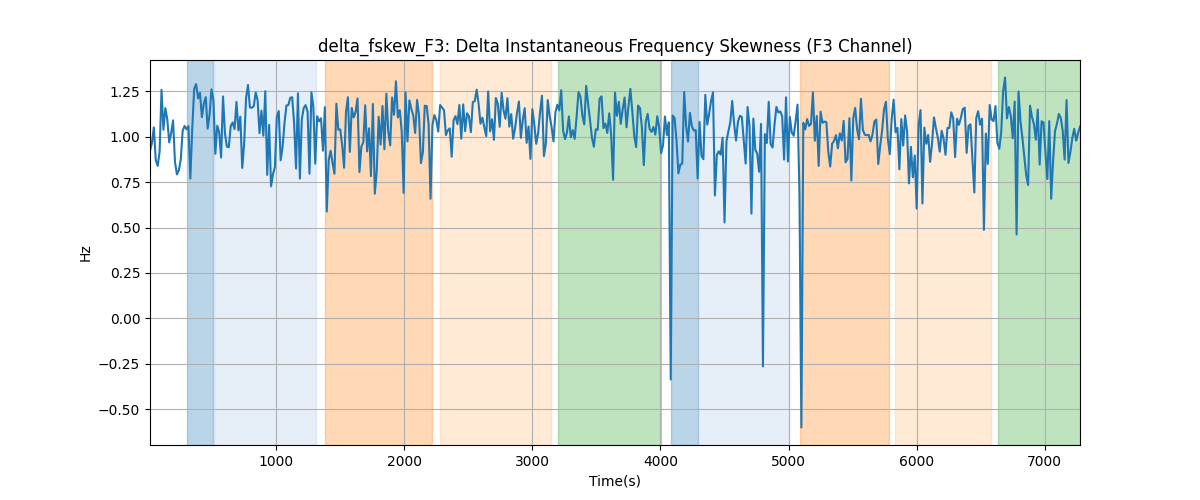 delta_fskew_F3: Delta Instantaneous Frequency Skewness (F3 Channel)
Hz
1.25
1.00
0.75
0.50
0.25
0.00
−0.25
−0.50
1000 2000 3000 4000 5000 6000 7000
Time(s)